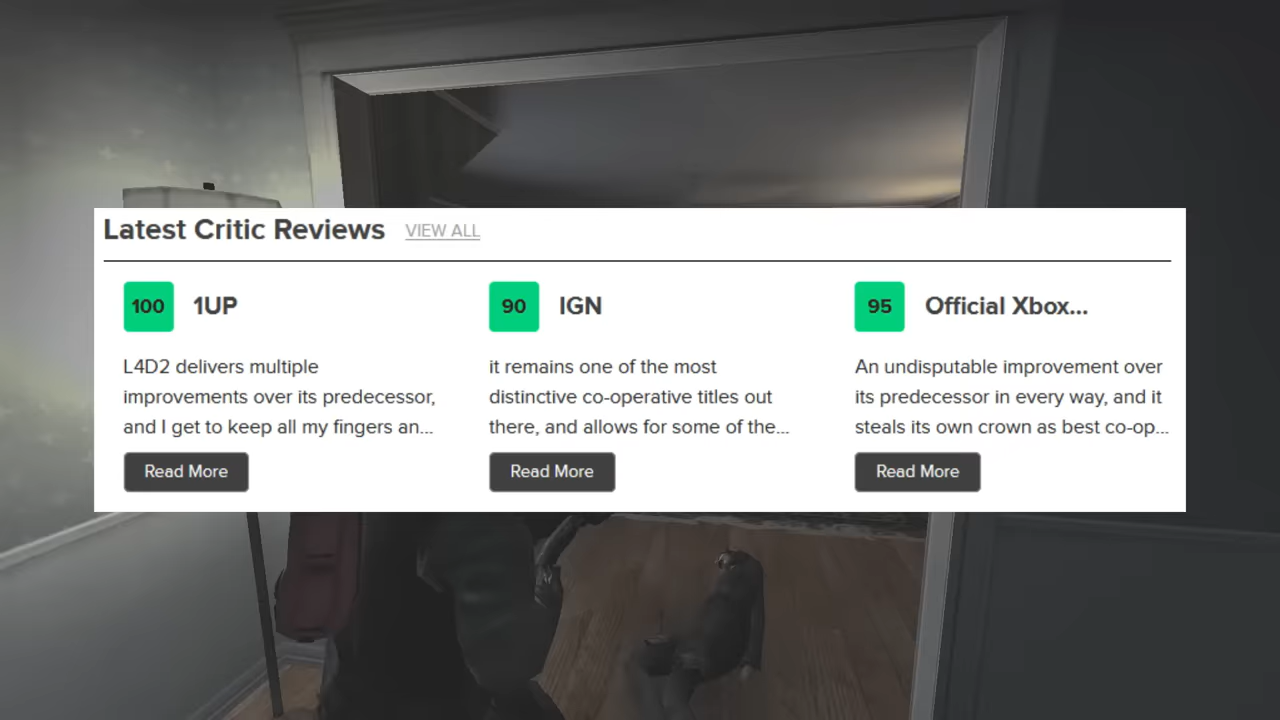 Latest Critic Reviews VIEW ALL
100 1UP
L4D2 delivers multiple
improvements over its predecessor,
and I get to keep all my fingers an...
Read More
90 IGN
it remains one of the most
distinctive co-operative titles out
there, and allows for some of the...
Read More
95 Official Xbox...
An undisputable improvement over
its predecessor in every way, and it
steals its own crown as best co-op...
Read More